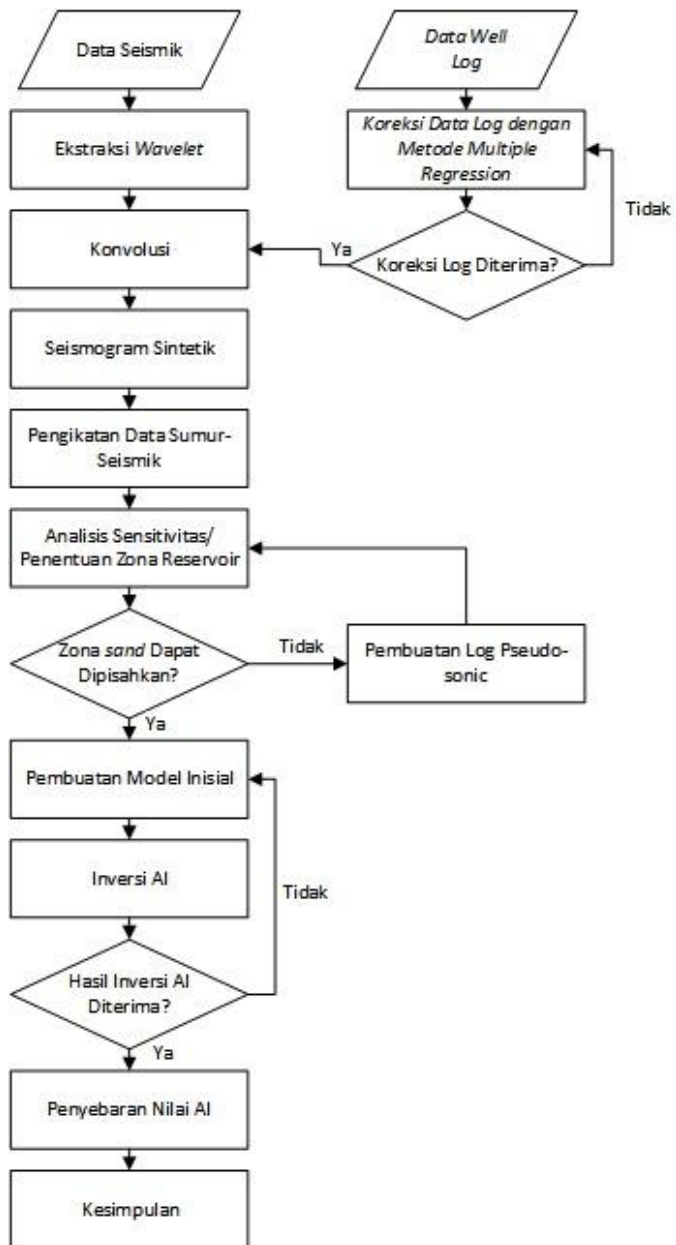 Data Seismik
Data Well
Log
Ekstraksi Wavelet
Koreksi Data Log dengan
Metode Multiple
Regression
Tidak
Konvolusi
Ya
Koreksi Log Diterima?
Seismogram Sintetik
Pengikatan Data Sumur-
Seismik
Analisis Sensitivitas/
Penentuan Zona Reservoir
Zona sand Dapat
Dipisahkan?
Tidak
Pembuatan Log Pseudo-
sonic
Ya
Pembuatan Model Inisial
Inversi AI
Tidak
Hasil Inversi AI
Diterima?
Ya
Penyebaran Nilai AI
Kesimpulan